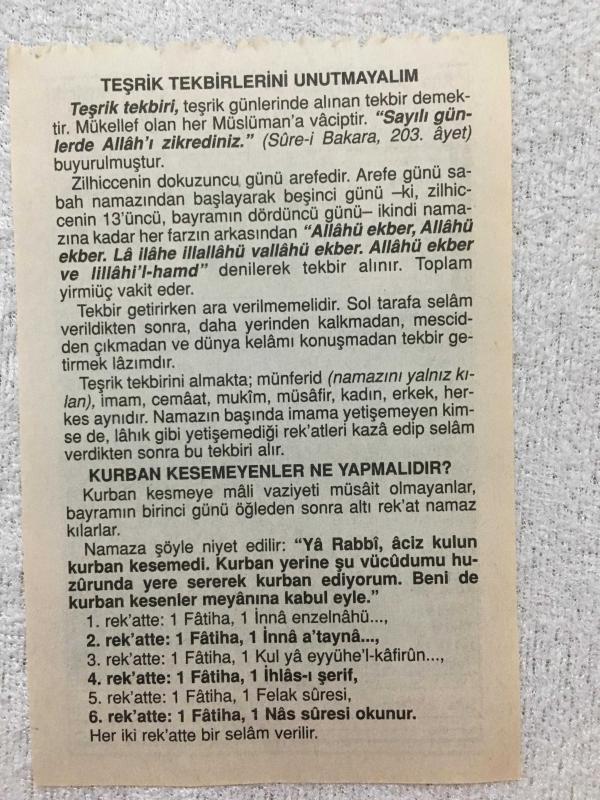 TEŞRİK TEKBİRLERİNİ UNUTMAYALIM
Teşrik tekbiri, teşrik günlerinde alınan tekbir demek-
tir. Mükellef olan her Müslüman'a vâciptir. "Sayılı gün-
lerde Allâh'ı zikrediniz." (Sûre-i Bakara, 203. âyet)
buyurulmuştur.
Zilhiccenin dokuzuncu günü arefedir. Arefe günü sa-
bah namazından başlayarak beşinci günü –ki, zilhic-
cenin 13'üncü, bayramın dördüncü günü– ikindi nama-
zına kadar her farzın arkasından "Allâhü ekber, Allâhü
ekber. Lâ ilâhe illallâhü vallâhü ekber. Allâhü ekber
ve lillâhi'l-hamd" denilerek tekbir alınır. Toplam
yirmiüç vakit eder.
Tekbir getirirken ara verilmemelidir. Sol tarafa selâm
verildikten sonra, daha yerinden kalkmadan, mescid-
den çıkmadan ve dünya kelâmı konuşmadan tekbir ge-
tirmek lâzımdır.
Teşrik tekbirini almakta; münferid (namazını yalnız kı-
lan), imam, cemâat, mukîm, müsâfir, kadın, erkek, her-
kes aynıdır. Namazın başında imama yetişemeyen kim-
se de, lâhık gibi yetişemediği rek'atleri kazâ edip selâm
verdikten sonra bu tekbiri alır.
KURBAN KESEMEYENLER NE YAPMALIDIR?
Kurban kesmeye mâli vaziyeti müsâit olmayanlar,
bayramın birinci günü öğleden sonra altı rek'at namaz
kılarlar.
Namaza şöyle niyet edilir: "Yâ Rabbî, âciz kulun
kurban kesemedi. Kurban yerine şu vücûdumu hu-
zûrunda yere sererek kurban ediyorum. Beni de
kurban kesenler meyânına kabul eyle."
1. rek'atte: 1 Fâtiha, 1 İnnâ enzelnâhü...,
2. rek'atte: 1 Fâtiha, 1 İnnâ a'taynâ...,
3. rek'atte: 1 Fâtiha, 1 Kul yâ eyyühe'l-kâfirûn...,
4. rek'atte: 1 Fâtiha, 1 İhlâs-ı şerif,
5. rek'atte: 1 Fâtiha, 1 Felak sûresi,
6. rek'atte: 1 Fâtiha, 1 Nâs sûresi okunur.
Her iki rek'atte bir selâm verilir.